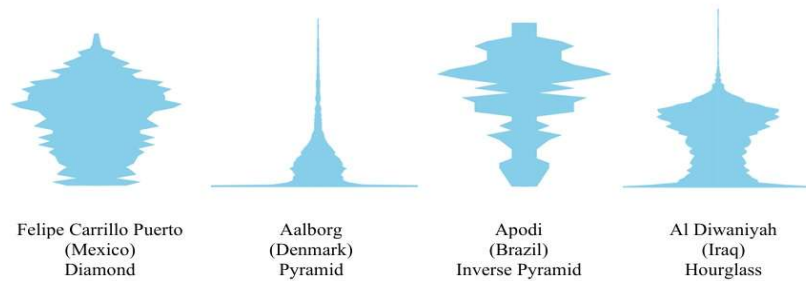 Felipe Carrillo Puerto
(Mexico)
Diamond
Aalborg
(Denmark)
Pyramid
Apodi
(Brazil)
Inverse Pyramid
Al Diwaniyah
(Iraq)
Hourglass